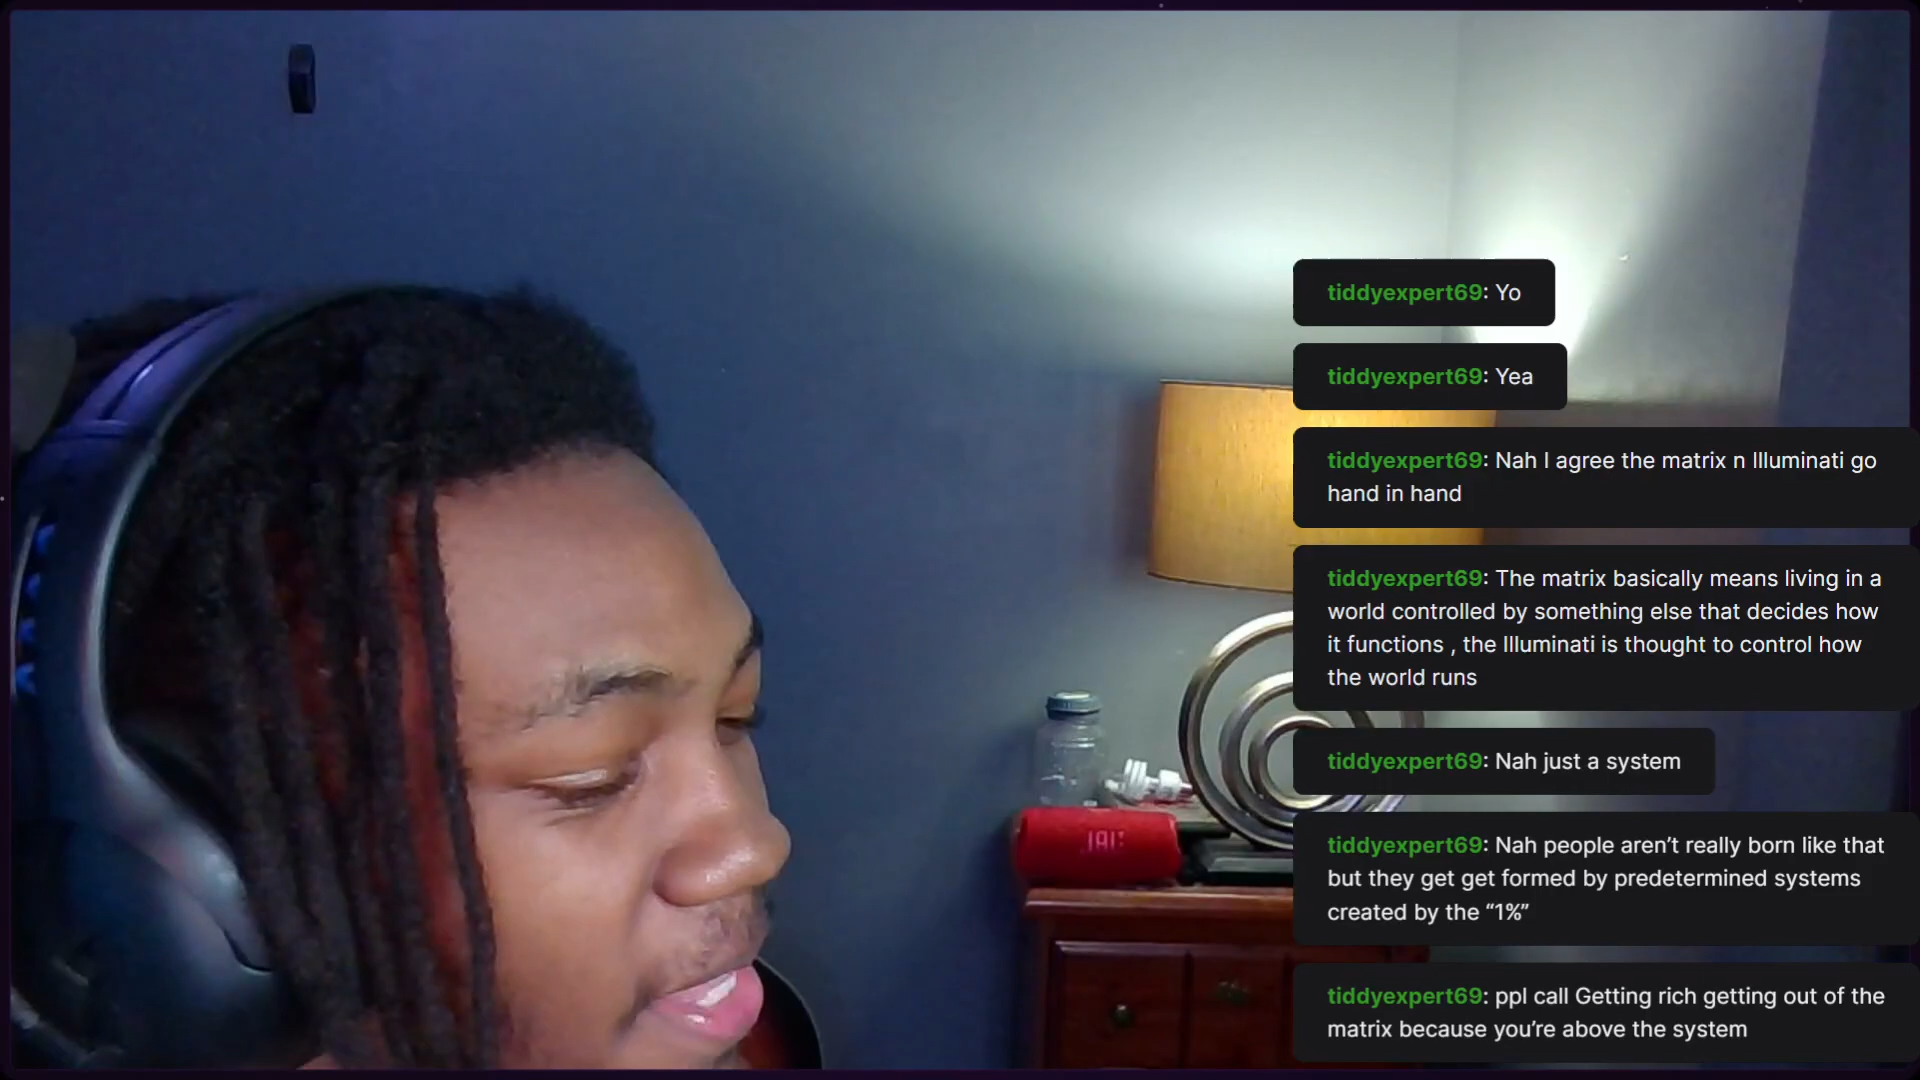 tiddyexpert69: Yo
tiddyexpert69: Yea
tiddyexpert69: Nah I agree the matrix n Illuminati go
hand in hand
tiddyexpert69: The matrix basically means living in a
world controlled by something else that decides how
it functions , the Illuminati is thought to control how
the world runs
tiddyexpert69: Nah just a system
tiddyexpert69: Nah people aren’t really born like that
but they get get formed by predetermined systems
created by the “1%”
tiddyexpert69: ppl call Getting rich getting out of the
matrix because you’re above the system